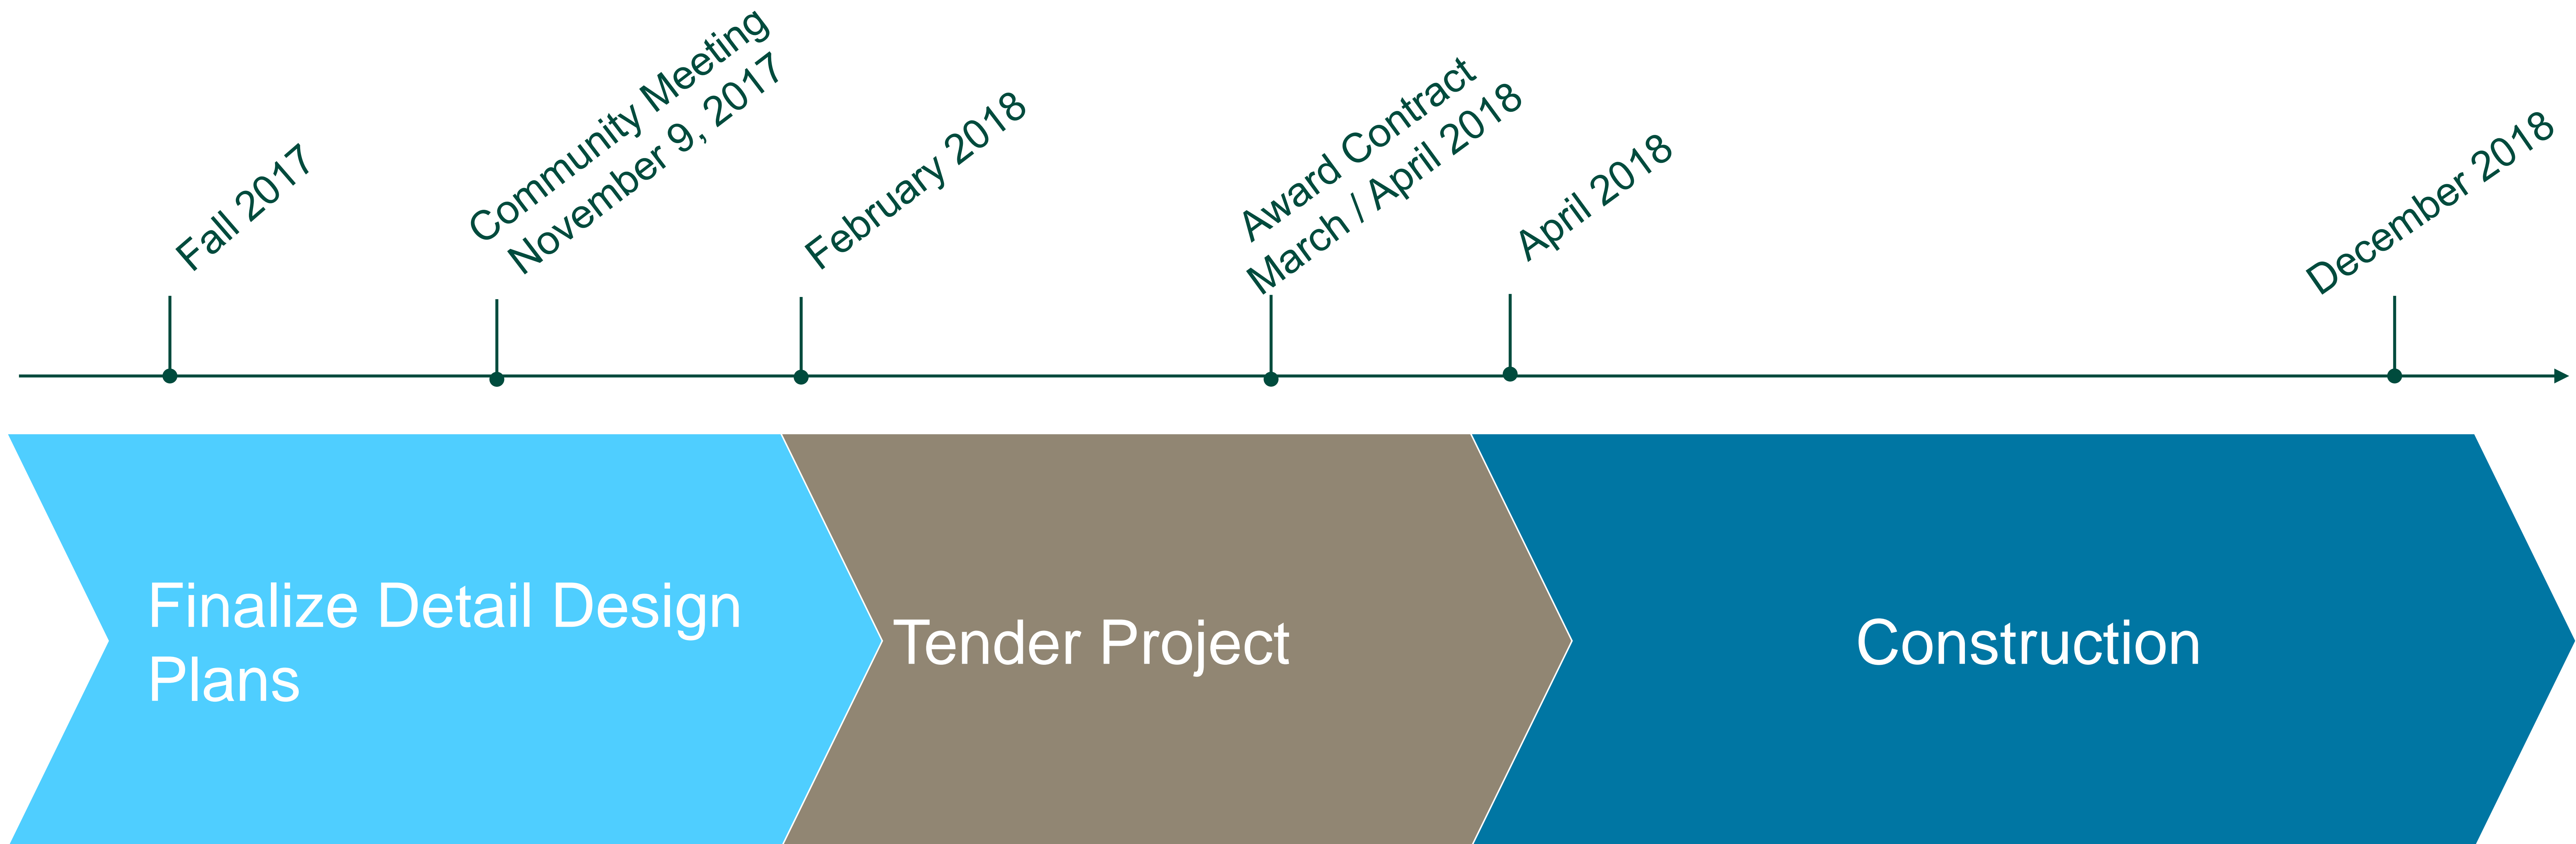 Fall 2017
Community Meeting
November 9, 2017
February 2018
Award Contract
March / April 2018
April 2018
December 2018
Finalize Detail Design
Plans
Tender Project
Construction